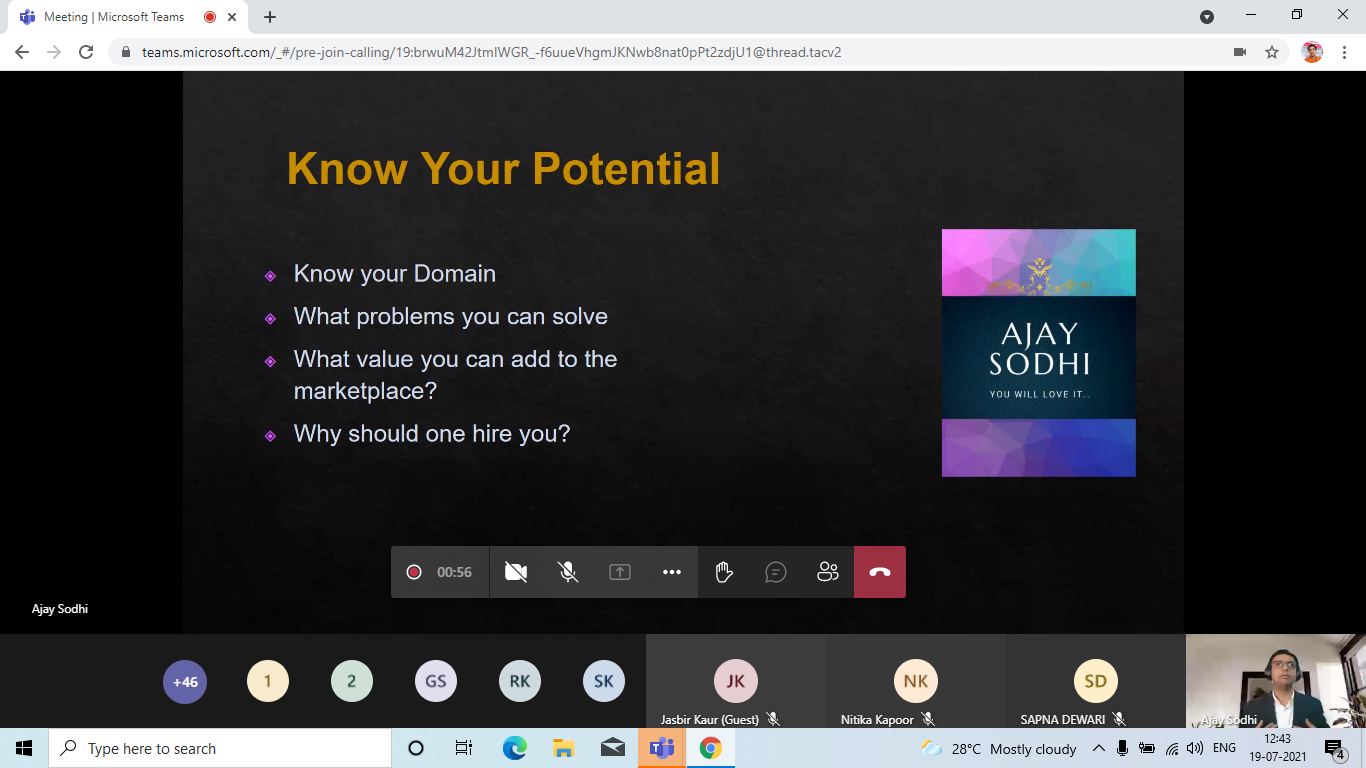 Meeting | Microsoft Teams
teams.microsoft.com/_#/pre-join-calling/19:brwuM42JtmIWGR_-f6uueVhgmJKNwb8nat0pPt2zdjU1@thread.tacv2
Know Your Potential
Know your Domain
What problems you can solve
What value you can add to the
marketplace?
Why should one hire you?
AJAY
SODHI
YOU WILL LOVE IT..
00:56
Ajay Sodhi
+46
1
2
GS
RK
SK
JK
NK
SD
Jasbir Kaur (Guest)
Nitika Kapoor
SAPNA DEWARI
Ajay Sodhi
Type here to search
28°C Mostly cloudy
ENG
12:43
19-07-2021
4